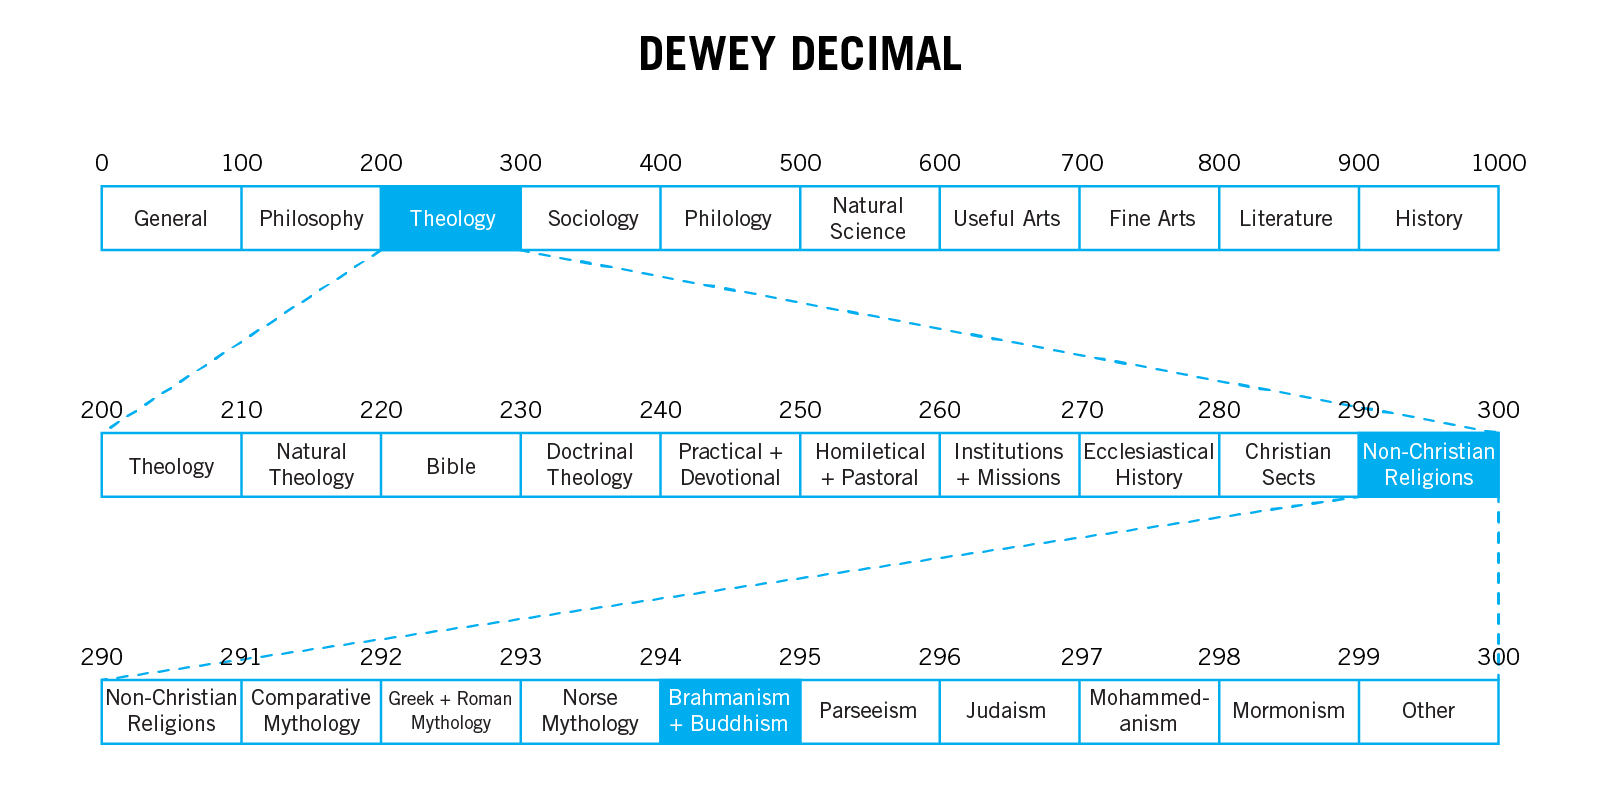 DEWEY DECIMAL
0 100 200 300 400 500 600 700 800 900 1000
General Philosophy Theology Sociology Philology Natural Science Useful Arts Fine Arts Literature History
200 210 220 230 240 250 260 270 280 290 300
Theology Natural Theology Bible Doctrinal Theology Practical + Devotional Homiletical + Pastoral Institutions + Missions Ecclesiastical History Christian Sects Non-Christian Religions
290 291 292 293 294 295 296 297 298 299 300
Non-Christian Religions Comparative Mythology Greek + Roman Mythology Norse Mythology Brahmanism + Buddhism Parseeism Judaism Mohammed-anism Mormonism Other